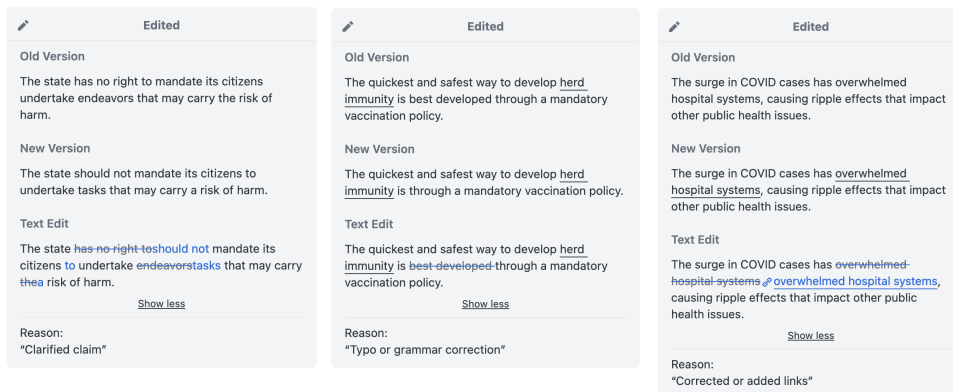 Edited
Old Version
The state has no right to mandate its citizens
undertake endeavors that may carry the risk of
harm.
New Version
The state should not mandate its citizens to
undertake tasks that may carry a risk of harm.
Text Edit
The state has no right toshould not mandate its
citizens to undertake endeavorstasks that may carry
thea risk of harm.
Show less
Reason:
“Clarified claim”
Edited
Old Version
The quickest and safest way to develop herd
immunity is best developed through a mandatory
vaccination policy.
New Version
The quickest and safest way to develop herd
immunity is through a mandatory vaccination policy.
Text Edit
The quickest and safest way to develop herd
immunity is best developed through a mandatory
vaccination policy.
Show less
Reason:
“Typo or grammar correction”
Edited
Old Version
The surge in COVID cases has overwhelmed
hospital systems, causing ripple effects that impact
other public health issues.
New Version
The surge in COVID cases has overwhelmed
hospital systems, causing ripple effects that impact
other public health issues.
Text Edit
The surge in COVID cases has overwhelmed
hospital systems overwhelmed hospital systems,
causing ripple effects that impact other public
health issues.
Show less
Reason:
“Corrected or added links”